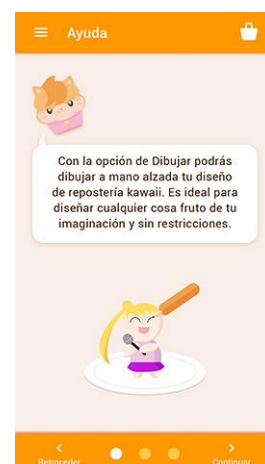 Ayuda
Con la opción de Dibujar podrás
dibujar a mano alzada tu diseño
de repostería kawaii. Es ideal para
diseñar cualquier cosa fruto de tu
imaginación y sin restricciones.
Retroceder
Continuar